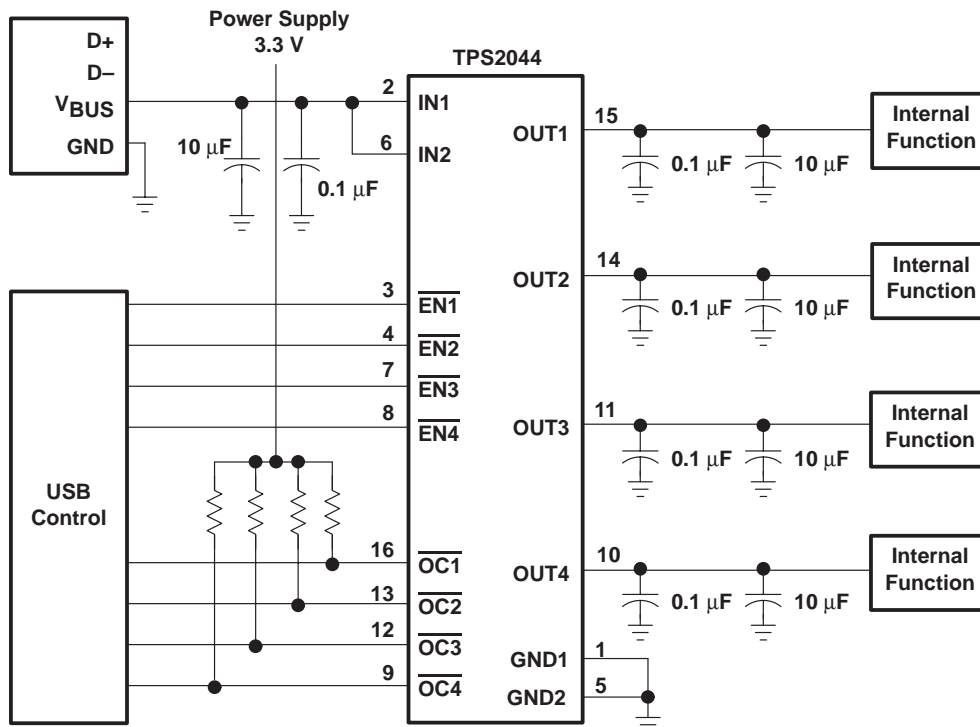 Power Supply
3.3 V
TPS2044
D+
D–
VBUS
GND
10 μF
0.1 μF
2
IN1
6
IN2
3
EN1
4
EN2
7
EN3
8
EN4
USB
Control
16
OC1
13
OC2
12
OC3
9
OC4
OUT1
15
0.1 μF
10 μF
Internal
Function
OUT2
14
0.1 μF
10 μF
Internal
Function
OUT3
11
0.1 μF
10 μF
Internal
Function
OUT4
10
0.1 μF
10 μF
Internal
Function
GND1
1
GND2
5